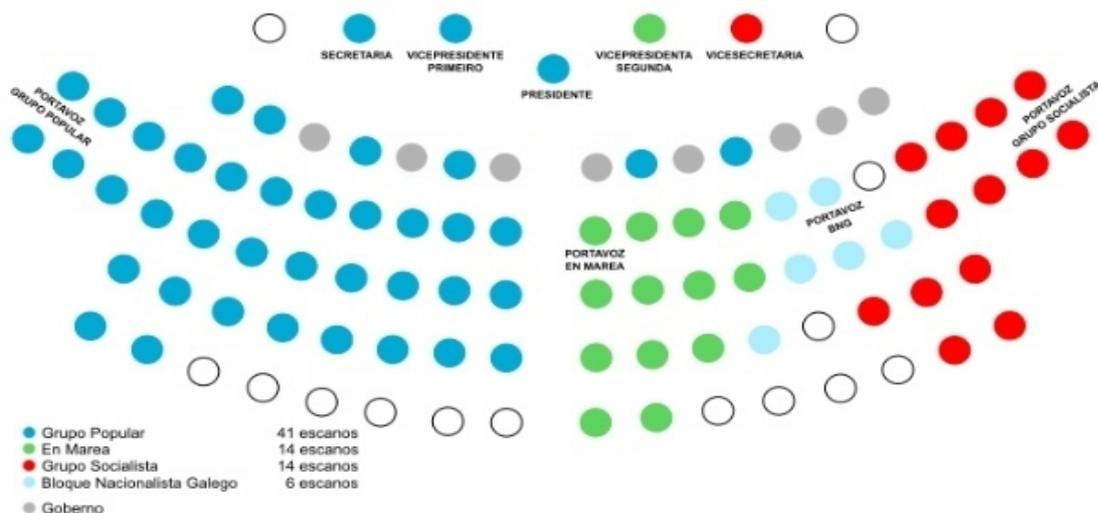 SECRETARIA
VICEPRESIDENTE
PRIMEIRO
PRESIDENTE
VICEPRESIDENTA
SEGUNDA
VICESECRETARIA
PORTAVOZ
GRUPO POPULAR
PORTAVOZ
GRUPO SOCIALISTA
PORTAVOZ
BNG
PORTAVOZ
EN MAREA
Grupo Popular 41 escanos
En Marea 14 escanos
Grupo Socialista 14 escanos
Bloque Nacionalista Galego 6 escanos
Goberno